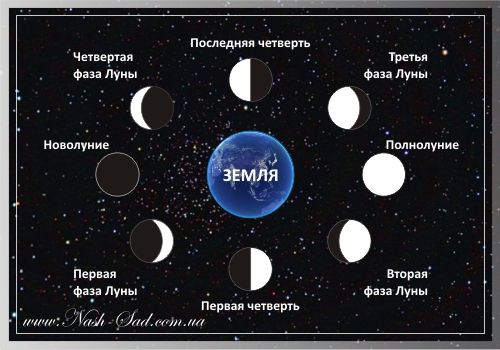 Последняя четверть
Четвертая
фаза Луны
Третья
фаза Луны
Новолуние
Полнолуние
ЗЕМЛЯ
Первая
фаза Луны
Вторая
фаза Луны
Первая четверть
www.Nash-Sad.com.ua